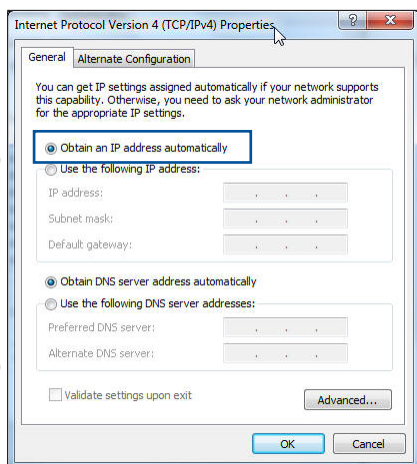 Internet Protocol Version 4 (TCP/IPv4) Properties
General
Alternate Configuration
You can get IP settings assigned automatically if your network supports
this capability. Otherwise, you need to ask your network administrator
for the appropriate IP settings.
Obtain an IP address automatically
Use the following IP address:
IP address:
Subnet mask:
Default gateway:
Obtain DNS server address automatically
Use the following DNS server addresses:
Preferred DNS server:
Alternate DNS server:
Validate settings upon exit
Advanced...
OK
Cancel